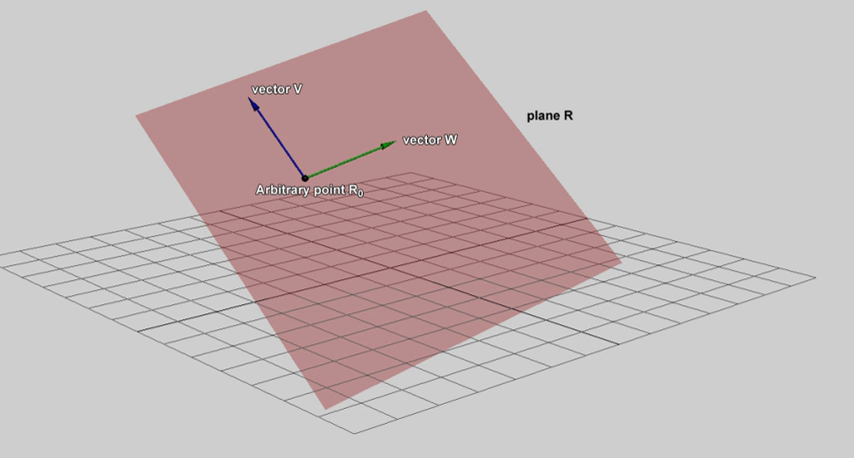 vector V
plane R
vector W
Arbitrary point R₀